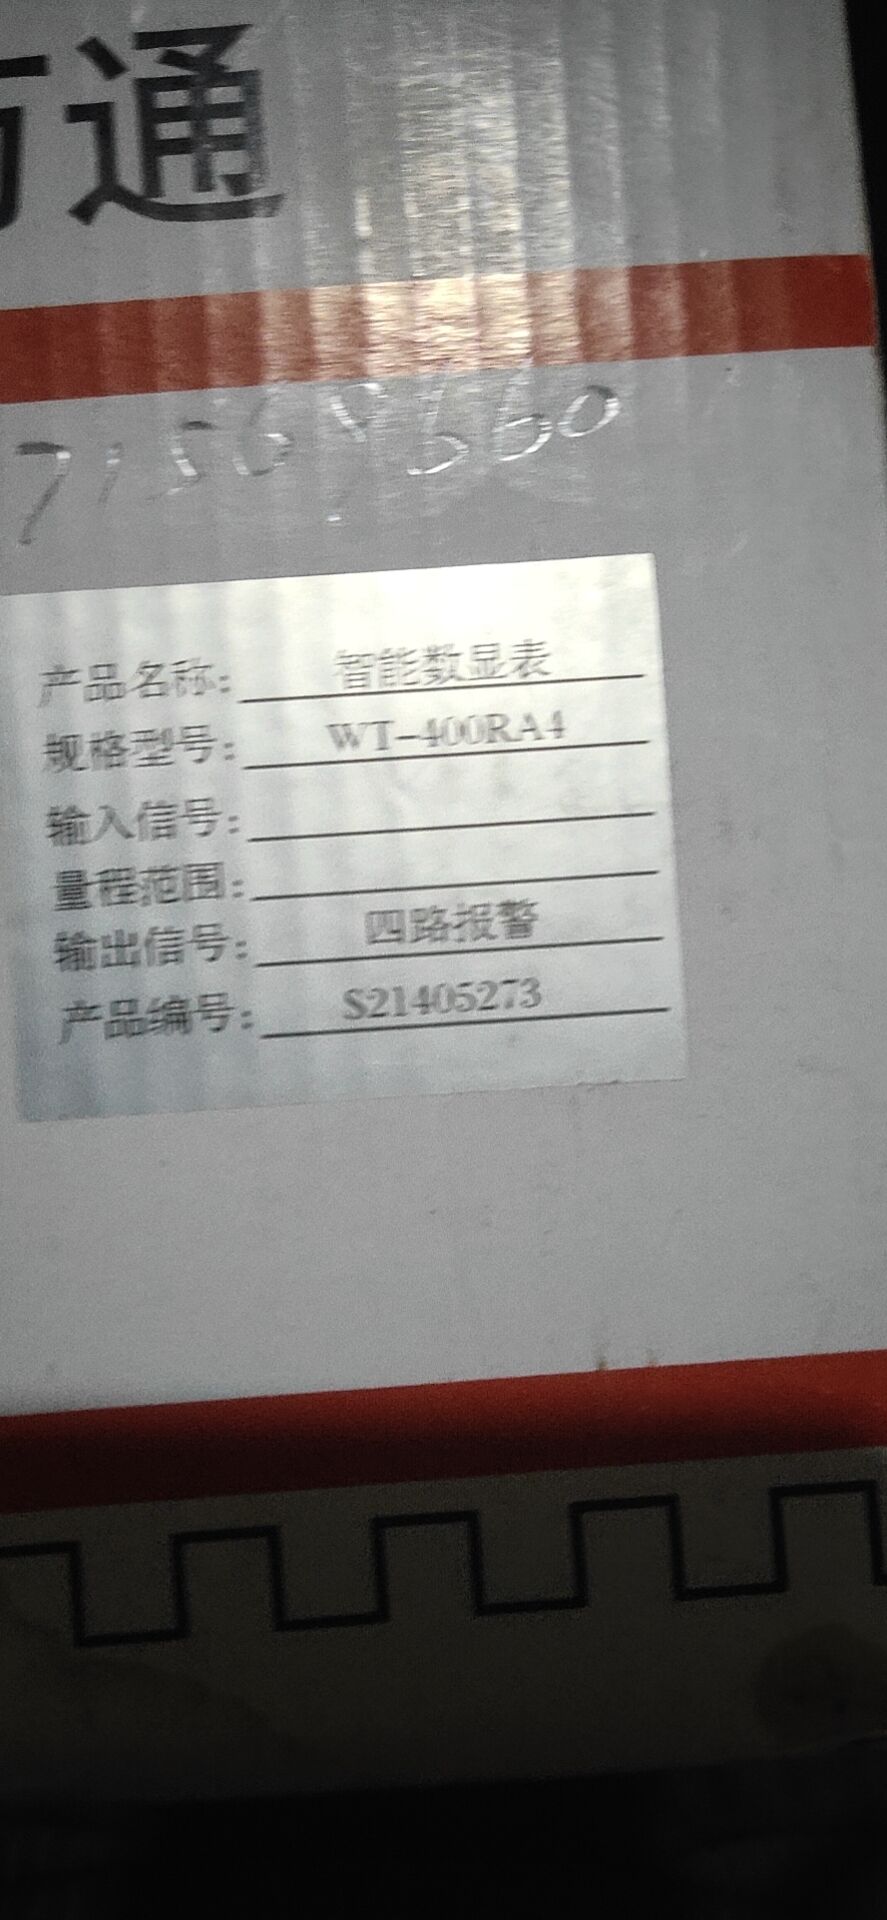 通
产品名称: 智能数显表
规格型号: WT-400RA4
输入信号:
量程范围:
输出信号: 四路报警
产品编号: S21405273